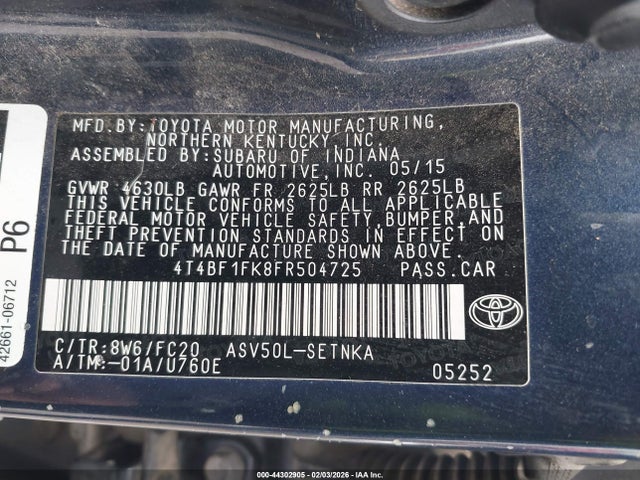 MFD.BY:TOYOTA MOTOR MANUFACTURING,
NORTHERN KENTUCKY,INC.
ASSEMBLED BY:SUBARU OF INDIANA
AUTOMOTIVE,INC. 05/15
GVWR 4630LB GAWR FR 2625LB RR 2625LB
THIS VEHICLE CONFORMS TO ALL APPLICABLE
FEDERAL MOTOR VEHICLE SAFETY,BUMPER,AND
THEFT PREVENTION STANDARDS IN EFFECT ON
THE DATE OF MANUFACTURE SHOWN ABOVE.
4T4BF1FK8FR504725 PASS.CAR
C/TR:8W6/FC20 ASV50L-SETNKA
A/TM:-01A/U760E 05252
P6
42661-06712
000-44302905 - 02/03/2026 - IAA Inc.